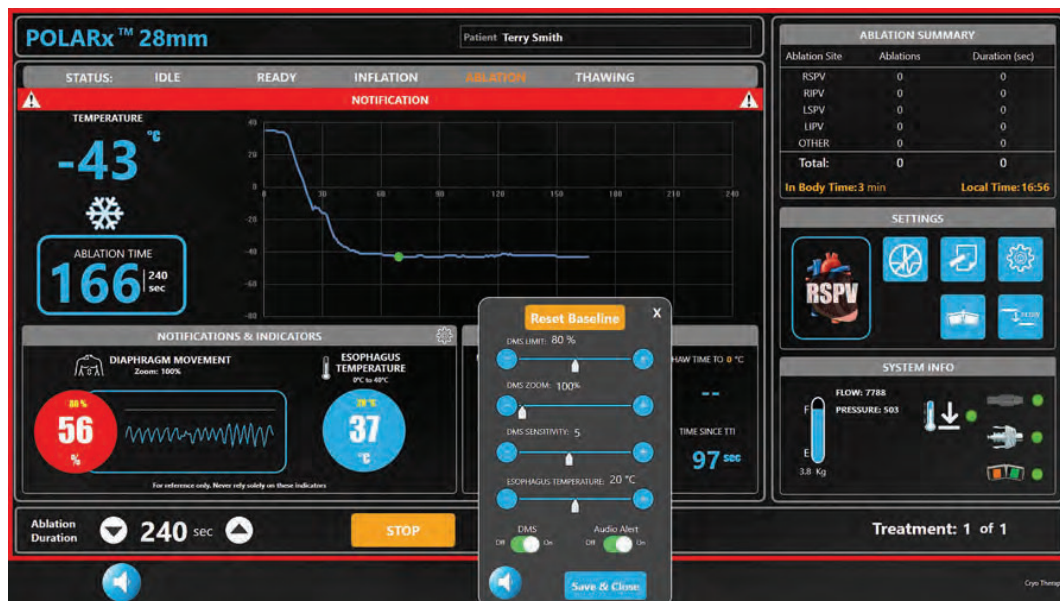 POLARx™ 28mm
Patient Terry Smith
STATUS: IDLE READY INFLATION ABLATION THAWING
NOTIFICATION
TEMPERATURE
-43 °C
ABLATION TIME
166 240 sec
40
20
0
-20
-40
-60
-80
0 30 60 90 120 150 180 210 240
NOTIFICATIONS & INDICATORS
DIAPHRAGM MOVEMENT
Zoom: 100%
80 %
56
%
ESOPHAGUS
TEMPERATURE
0°C to 40°C
20 °C
37
°C
For reference only. Never rely solely on these indicators
Reset Baseline X
DMS LIMIT: 80 %
DMS ZOOM: 100%
DMS SENSITIVITY: 5
ESOPHAGUS TEMPERATURE: 20 °C
DMS Audio Alert
Off On Off On
Save & Close
HAW TIME TO 0 °C
--
TIME SINCE TTI
97 sec
Ablation
Duration
240 sec
STOP
Treatment: 1 of 1
ABLATION SUMMARY
Ablation Site Ablations Duration (sec)
RSPV 0 0
RIPV 0 0
LSPV 0 0
LIPV 0 0
OTHER 0 0
Total: 0 0
In Body Time: 3 min Local Time: 16:56
SETTINGS
RSPV
SYSTEM INFO
F
E
3.8 Kg
FLOW: 7788
PRESSURE: 503
Cryo Therap